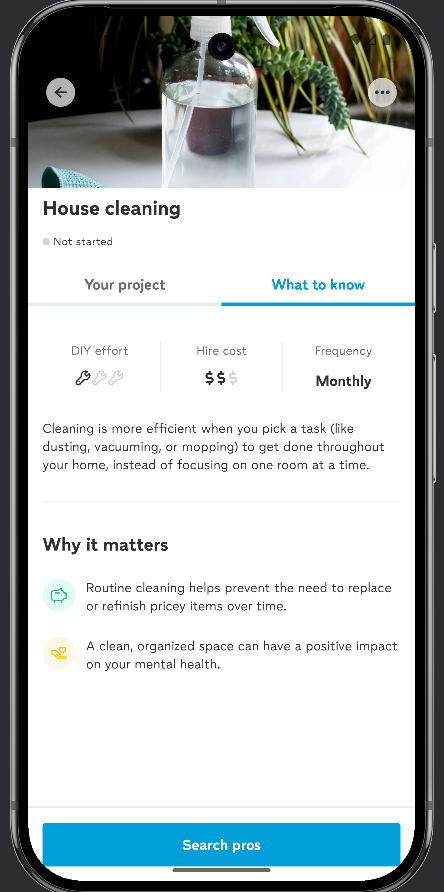 House cleaning
Not started
Your project
What to know
DIY effort
Hire cost
Frequency
$$$
Monthly
Cleaning is more efficient when you pick a task (like
dusting, vacuuming, or mopping) to get done throughout
your home, instead of focusing on one room at a time.
Why it matters
Routine cleaning helps prevent the need to replace
or refinish pricey items over time.
A clean, organized space can have a positive impact
on your mental health.
Search pros